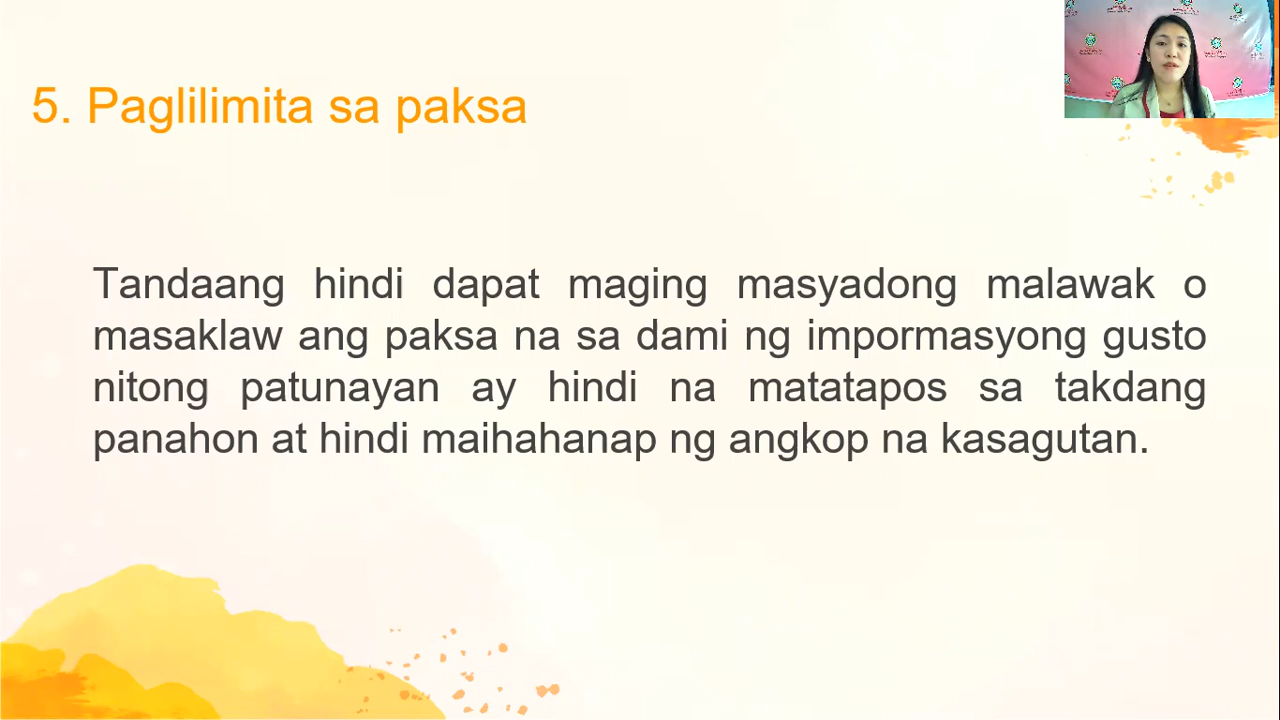 5. Paglilimita sa paksa
Tandaang hindi dapat maging masyadong malawak o
masaklaw ang paksa na sa dami ng impormasyong gusto
nitong patunayan ay hindi na matatapos sa takdang
panahon at hindi maihahanap ng angkop na kasagutan.